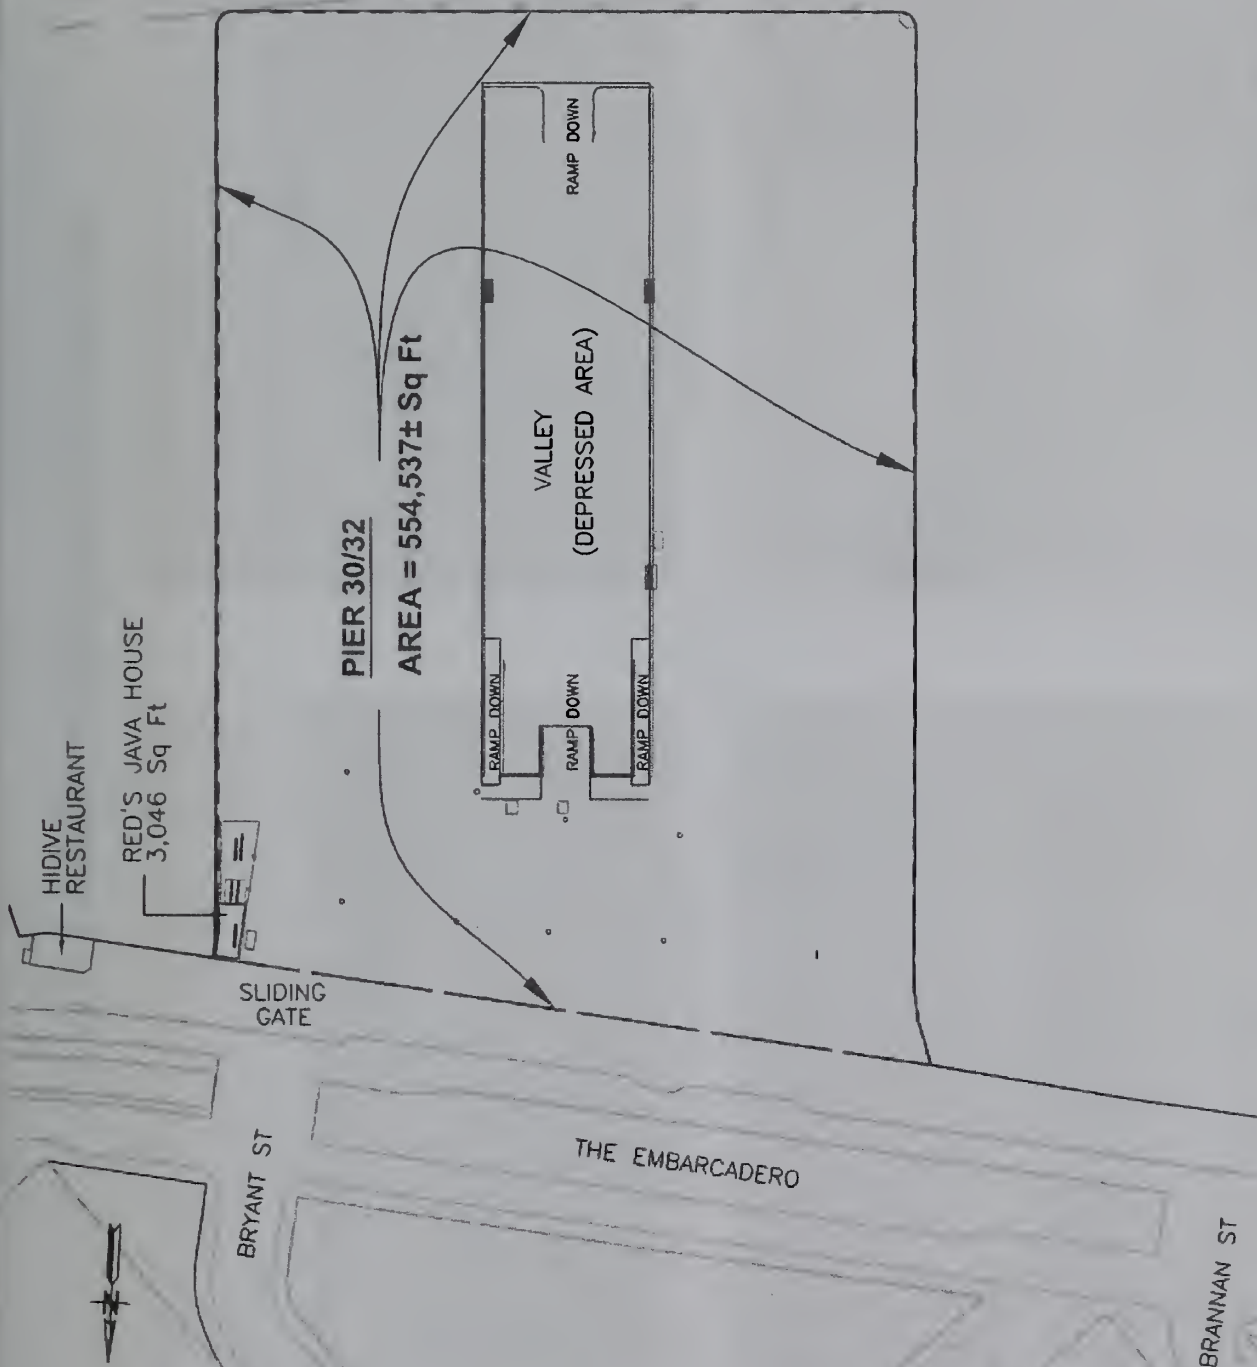 HIDIVE
RESTAURANT
RED'S JAVA HOUSE
3,046 Sq Ft
PIER 30/32
AREA = 554,537± Sq Ft
RAMP DOWN
VALLEY
(DEPRESSED AREA)
RAMP DOWN
RAMP DOWN
RAMP DOWN
SLIDING
GATE
THE EMBARCADERO
BRYANT ST
BRANNAN ST